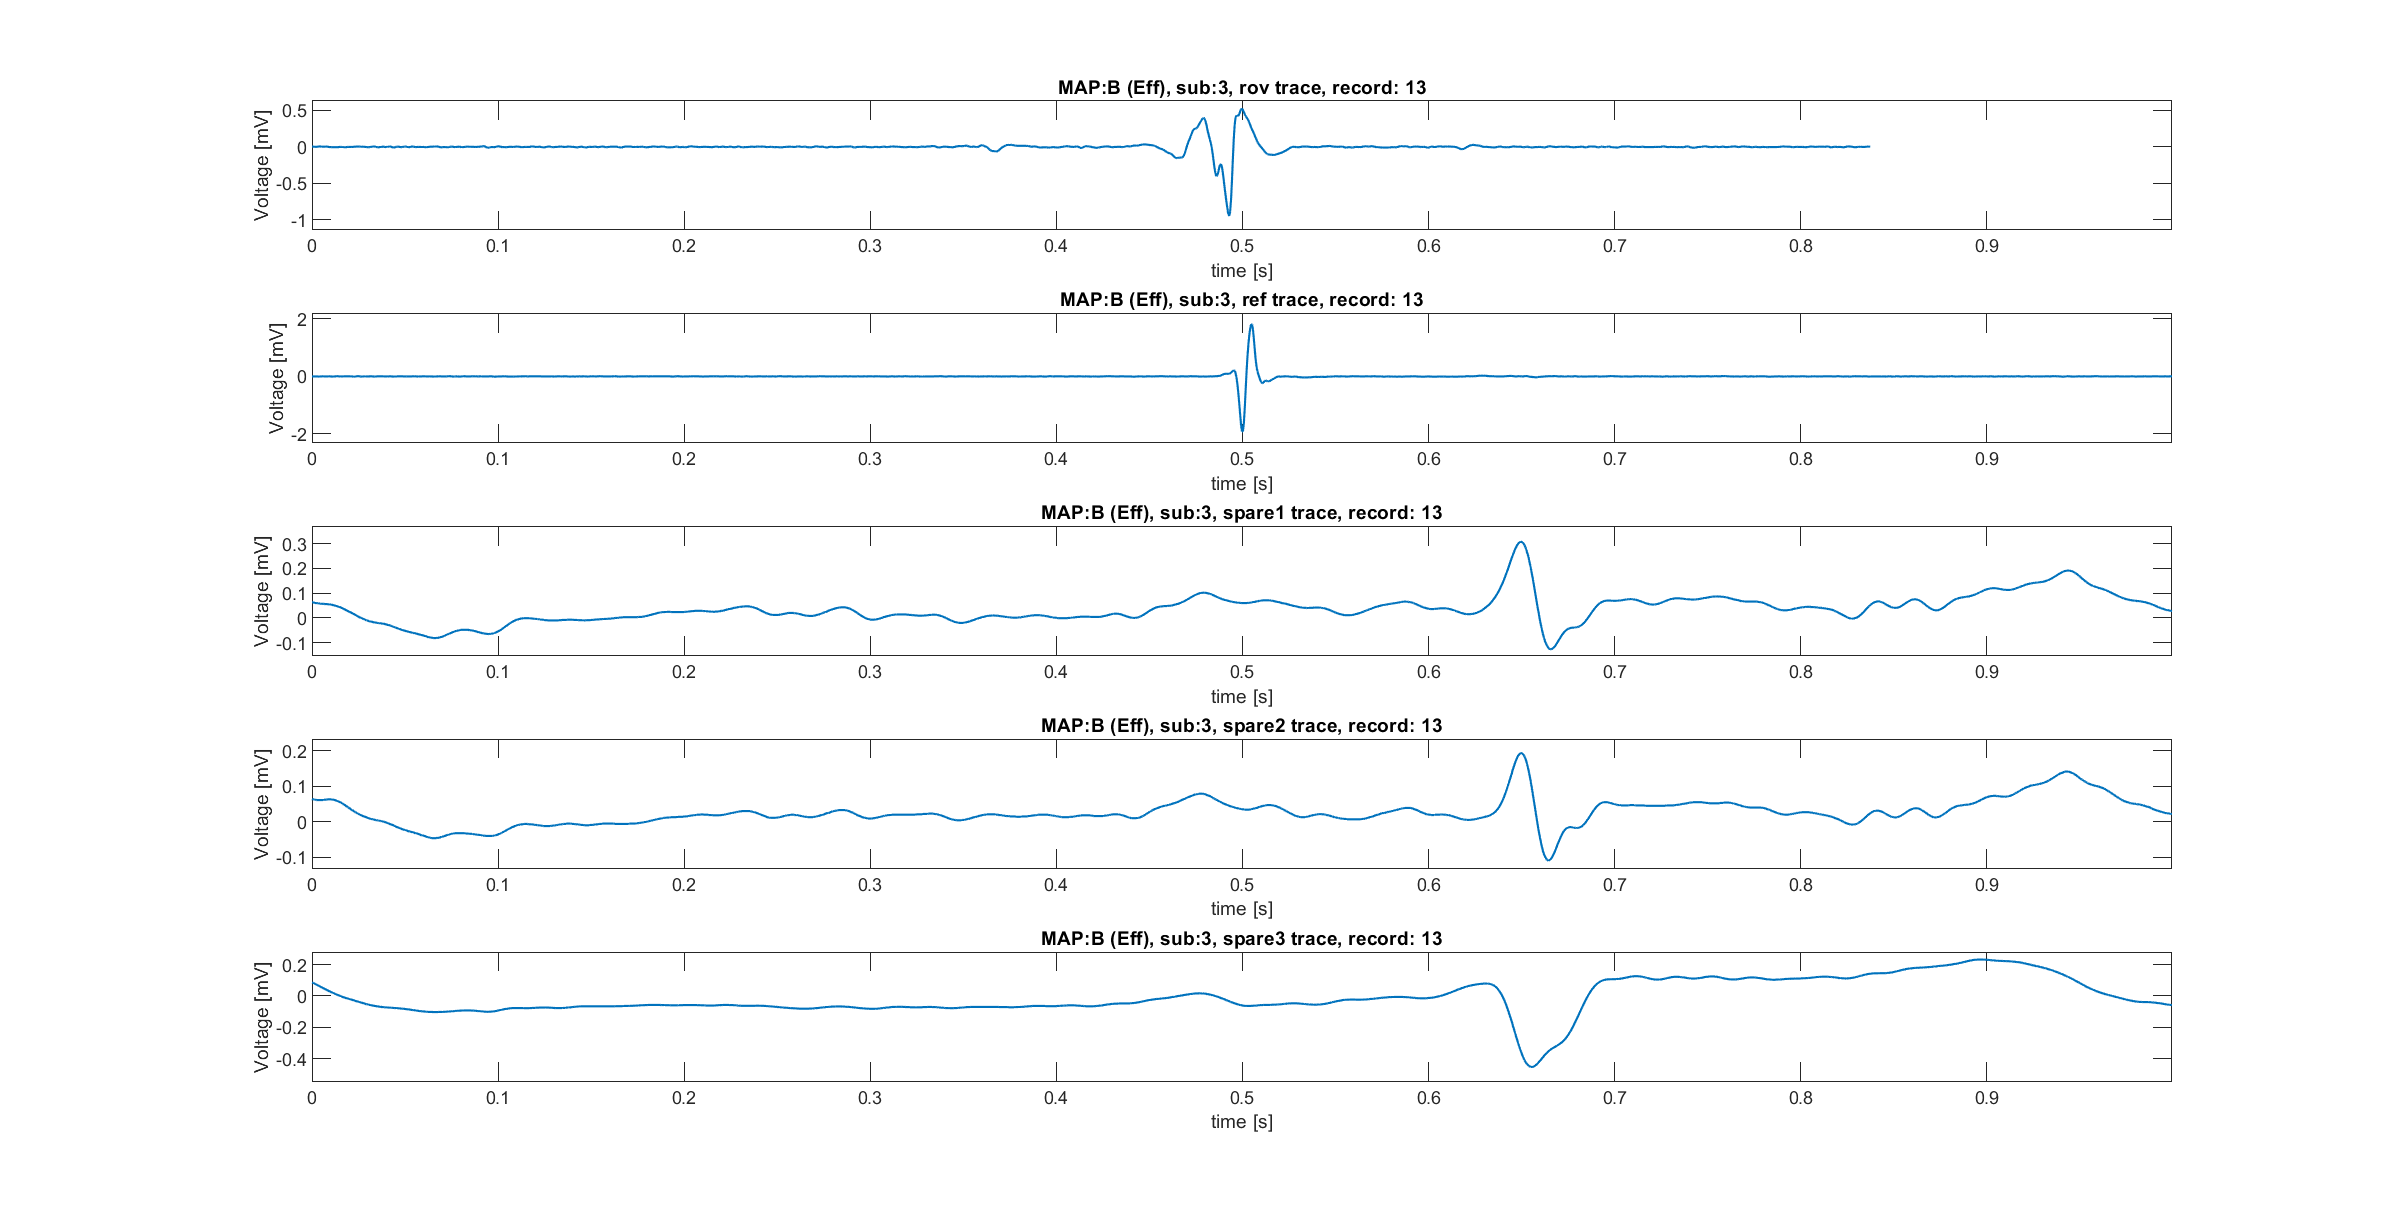 MAP:B (Eff), sub:3, rov trace, record: 13
Voltage [mV]
0.5
0
-0.5
-1
0 0.1 0.2 0.3 0.4 0.5 0.6 0.7 0.8 0.9
time [s]
MAP:B (Eff), sub:3, ref trace, record: 13
Voltage [mV]
2
0
-2
0 0.1 0.2 0.3 0.4 0.5 0.6 0.7 0.8 0.9
time [s]
MAP:B (Eff), sub:3, spare1 trace, record: 13
Voltage [mV]
0.3
0.2
0.1
0
-0.1
0 0.1 0.2 0.3 0.4 0.5 0.6 0.7 0.8 0.9
time [s]
MAP:B (Eff), sub:3, spare2 trace, record: 13
Voltage [mV]
0.2
0.1
0
-0.1
0 0.1 0.2 0.3 0.4 0.5 0.6 0.7 0.8 0.9
time [s]
MAP:B (Eff), sub:3, spare3 trace, record: 13
Voltage [mV]
0.2
0
-0.2
-0.4
0 0.1 0.2 0.3 0.4 0.5 0.6 0.7 0.8 0.9
time [s]